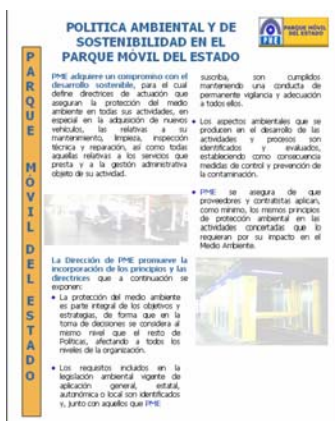 POLITICA AMBIENTAL Y DE
SOSTENIBILIDAD EN EL
PARQUE MÓVIL DEL ESTADO
PME
PARQUE MÓVIL
DEL ESTADO
PARQUE MÓVIL DEL ESTADO
PME adquiere un compromiso con el
desarrollo sostenible, para el cual
define directrices de actuación que
aseguran la protección del medio
ambiente en todas sus actividades, en
especial en la adquisición de nuevos
vehículos, las relativas a su
mantenimiento, limpieza, inspección
técnica y reparación, así como todas
aquellas relativas a los servicios que
presta y a la gestión administrativa
objeto de su actividad.
La Dirección de PME promueve la
incorporación de los principios y las
directrices que a continuación se
exponen:
• La protección del medio ambiente
es parte integral de los objetivos y
estrategias, de forma que en la
toma de decisiones se considera al
mismo nivel que el resto de
Políticas, afectando a todos los
niveles de la organización.
• Los requisitos incluidos en la
legislación ambiental vigente de
aplicación general, estatal,
autonómica o local son identificados
y, junto con aquellos que PME
suscriba, son cumplidos
manteniendo una conducta de
permanente vigilancia y adecuación
a todos ellos.
• Los aspectos ambientales que se
producen en el desarrollo de las
actividades y procesos son
identificados y evaluados,
estableciendo como consecuencia
medidas de control y prevención de
la contaminación.
• PME se asegura de que
proveedores y contratistas aplican,
como mínimo, los mismos principios
de protección ambiental en las
actividades concertadas que lo
requieran por su impacto en el
Medio Ambiente.